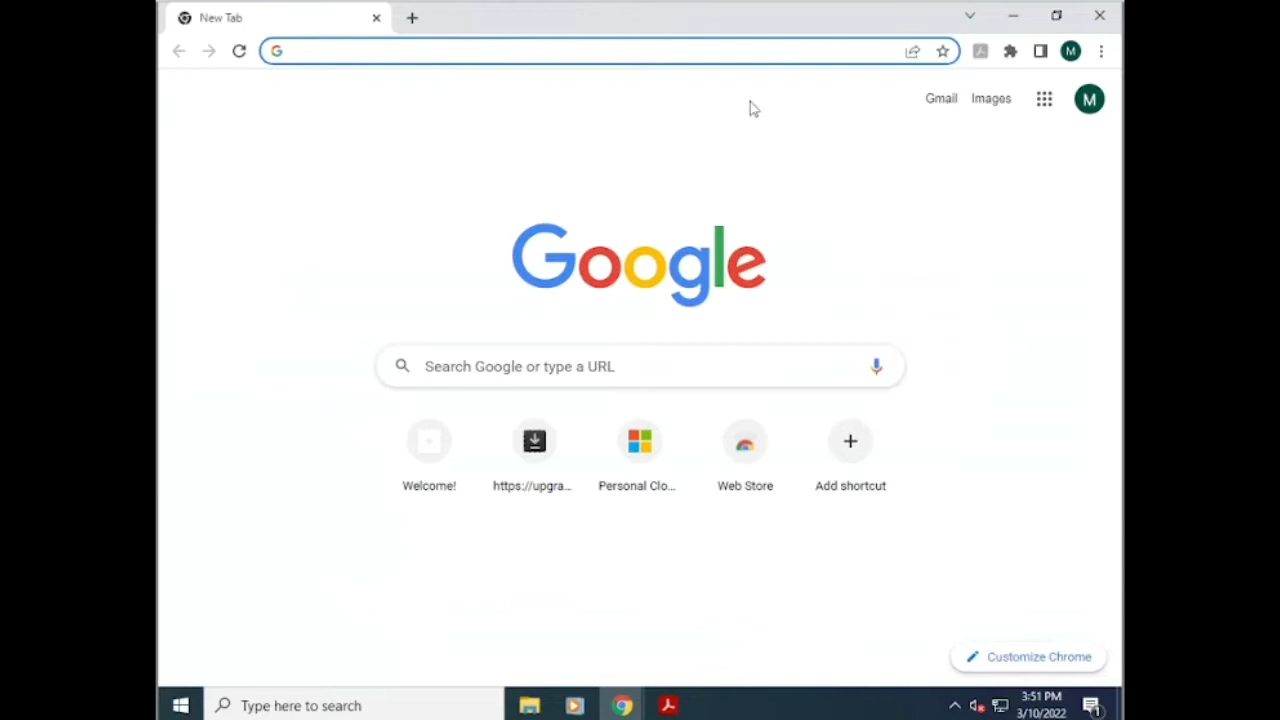 New Tab
Gmail Images
M
Google
Search Google or type a URL
Welcome! https://upgra... Personal Clo... Web Store Add shortcut
Customize Chrome
Type here to search
3:51 PM
3/10/2022
1